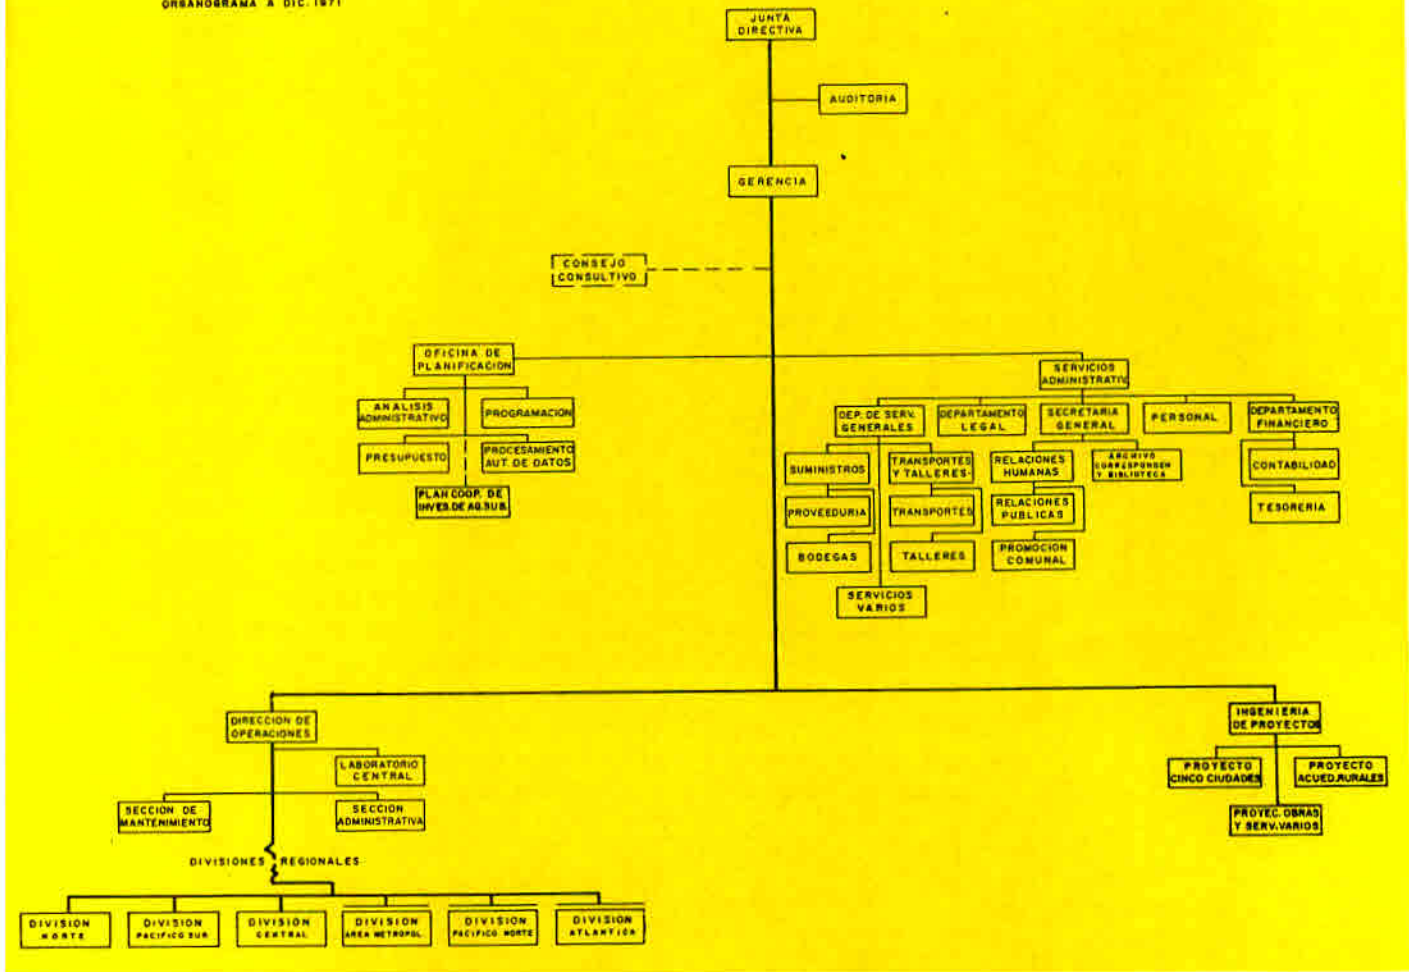 ORGANOGRAMA A DIC. 1971
JUNTA
DIRECTIVA
AUDITORIA
GERENCIA
CONSEJO
CONSULTIVO
OFICINA DE
PLANIFICACION
SERVICIOS
ADMINISTRATIV
ANALISIS
ADMINISTRATIVO
PROGRAMACION
PRESUPUESTO
PROCESAMIENTO
AUT. DE DATOS
PLAN COOP. DE
INVES. DE AG. SUB.
DEP. DE SERV.
GENERALES
DEPARTAMENTO
LEGAL
SECRETARIA
GENERAL
PERSONAL
DEPARTAMENTO
FINANCIERO
SUMINISTROS
TRANSPORTES
Y TALLERES-
RELACIONES
HUMANAS
ARCHIVO
CORRESPONDEN
Y BIBLIOTECA
CONTABILIDAD
PROVEEDURIA
TRANSPORTES
RELACIONES
PUBLICAS
TESORERIA
BODEGAS
TALLERES
PROMOCION
COMUNAL
SERVICIOS
VARIOS
DIRECCION DE
OPERACIONES
LABORATORIO
CENTRAL
SECCION DE
MANTENIMIENTO
SECCION
ADMINISTRATIVA
DIVISIONES REGIONALES
DIVISION
NORTE
DIVISION
PACIFICO SUR
DIVISION
CENTRAL
DIVISION
AREA METROPOL.
DIVISION
PACIFICO NORTE
DIVISION
ATLANTICA
INGENIERIA
DE PROYECTOS
PROYECTO
CINCO CIUDADES
PROYECTO
ACUED. RURALES
PROYEC. OBRAS
Y SERV. VARIOS